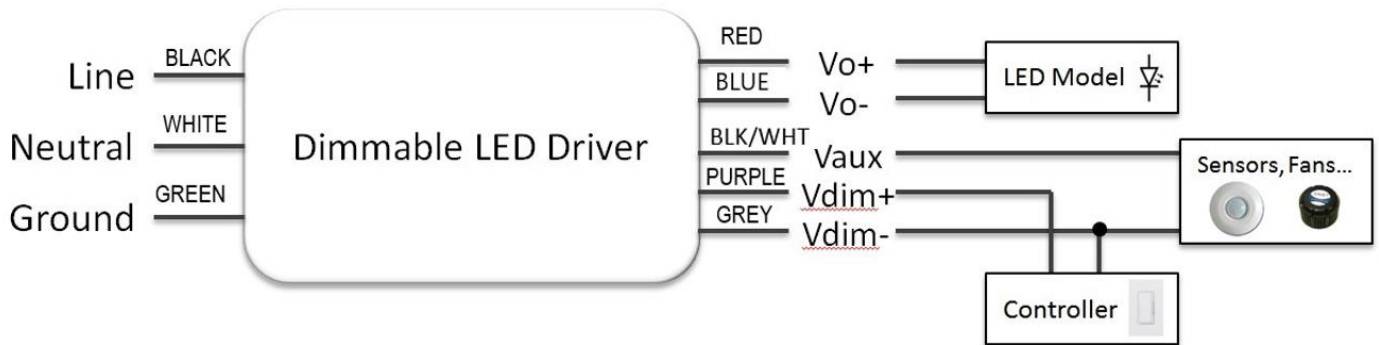 Line BLACK
Neutral WHITE
Ground GREEN
Dimmable LED Driver
RED Vo+
BLUE Vo-
BLK/WHT Vaux
PURPLE Vdim+
GREY Vdim-
LED Model
Sensors, Fans...
Controller